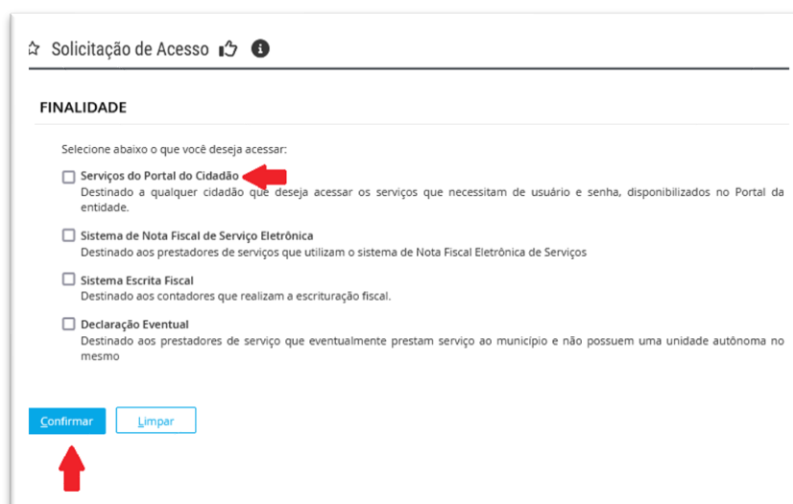 Solicitação de Acesso
FINALIDADE
Selecione abaixo o que você deseja acessar:
Serviços do Portal do Cidadão
Destinado a qualquer cidadão que deseja acessar os serviços que necessitam de usuário e senha, disponibilizados no Portal da
entidade.
Sistema de Nota Fiscal de Serviço Eletrônica
Destinado aos prestadores de serviços que utilizam o sistema de Nota Fiscal Eletrônica de Serviços
Sistema Escrita Fiscal
Destinado aos contadores que realizam a escrituração fiscal.
Declaração Eventual
Destinado aos prestadores de serviço que eventualmente prestam serviço ao município e não possuem uma unidade autônoma no
mesmo
Confirmar Limpar